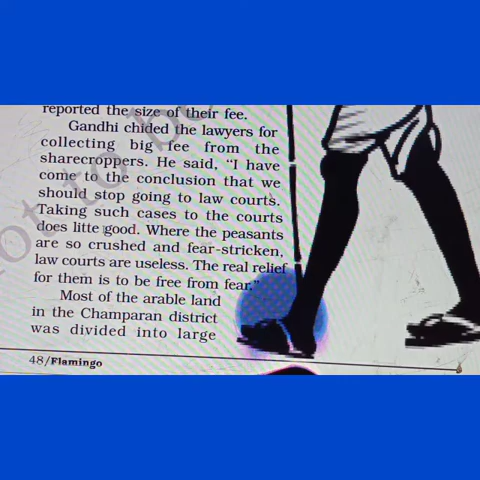 reported the size of their fee.
Gandhi chided the lawyers for
collecting big fee from the
sharecroppers. He said, "I have
come to the conclusion that we
should stop going to law courts.
Taking such cases to the courts
does litte good. Where the peasants
are so crushed and fear-stricken,
law courts are useless. The real relief
for them is to be free from fear."
Most of the arable land
in the Champaran district
was divided into large
48/Flamingo
not to be